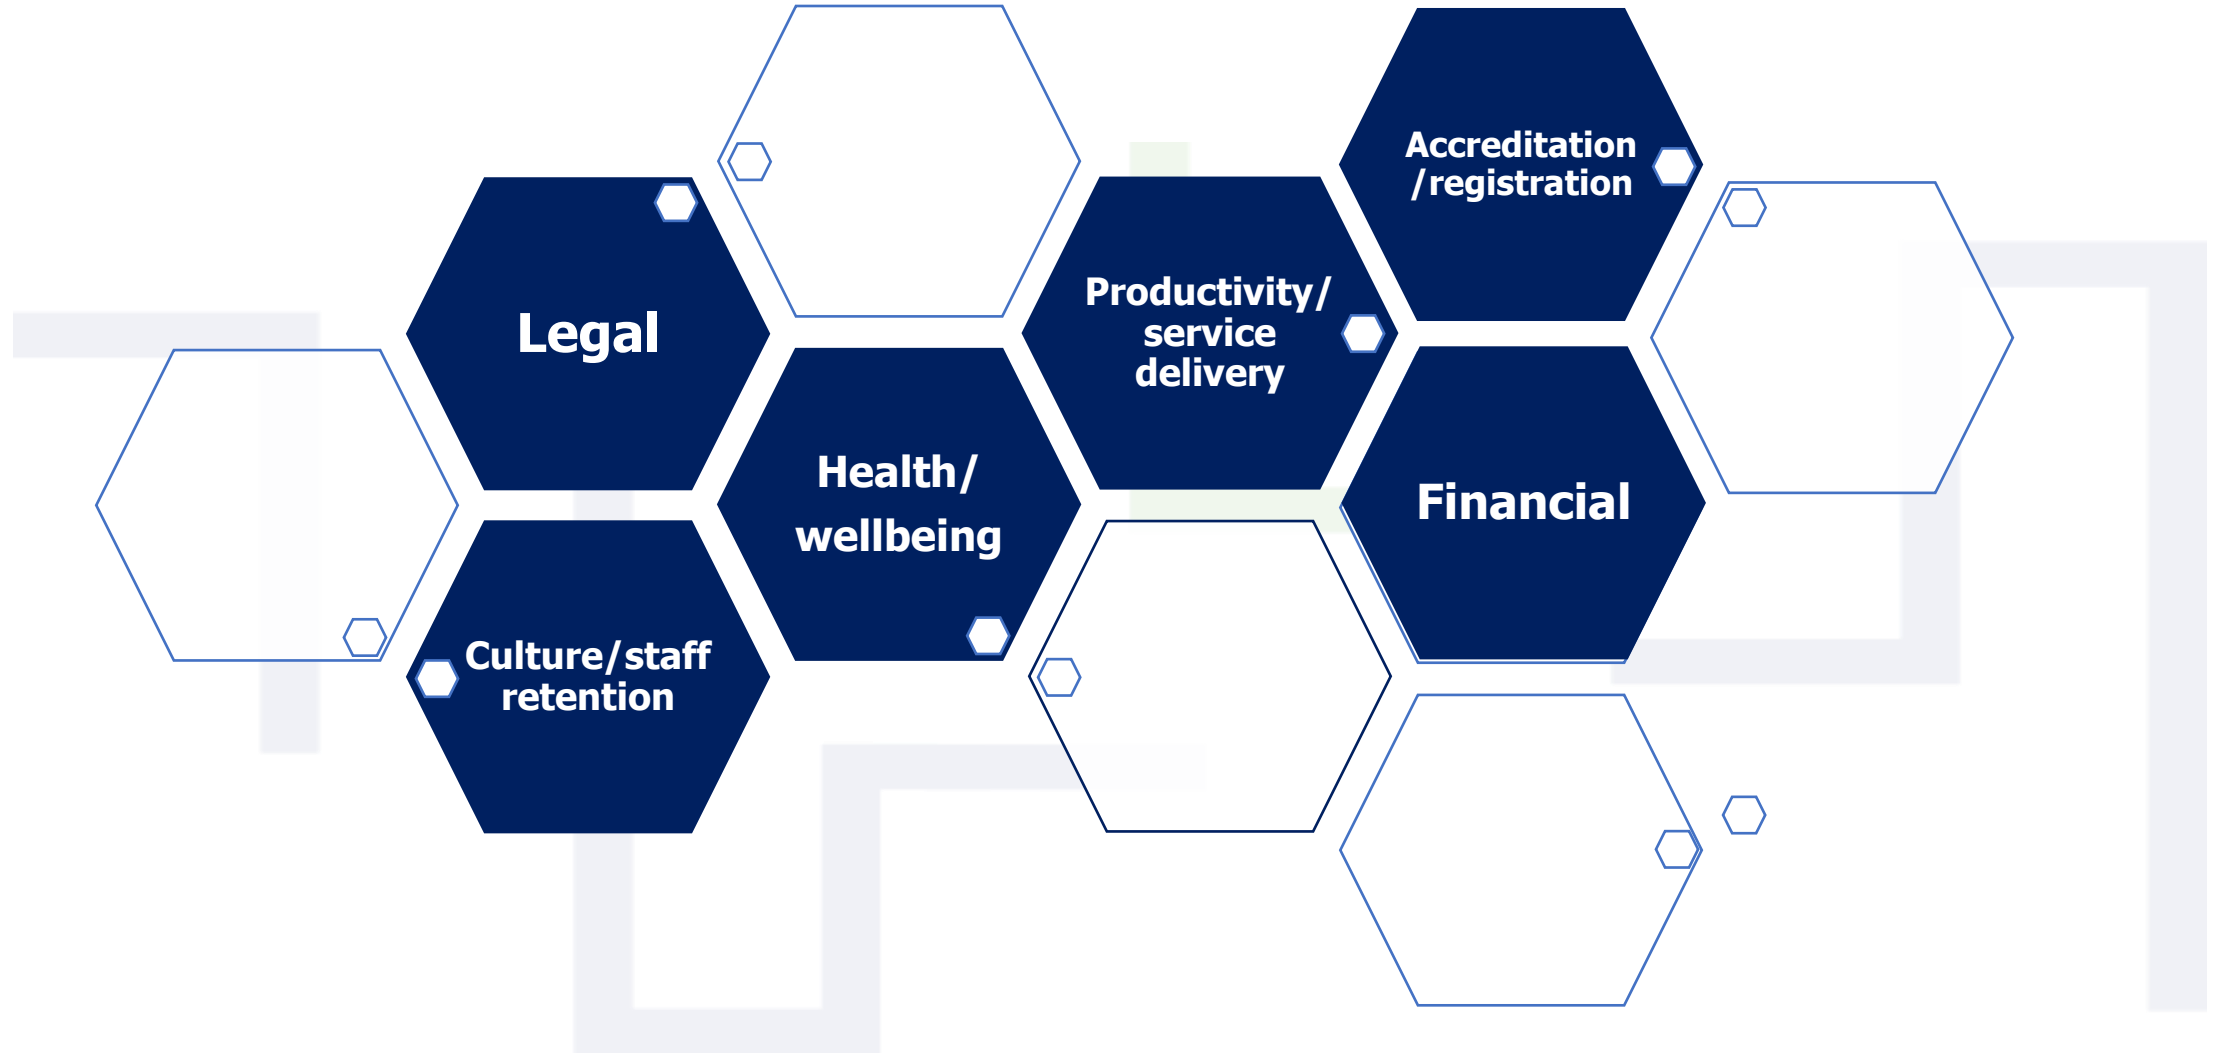 Legal
Culture/staff
retention
Health/
wellbeing
Productivity/
service
delivery
Accreditation
/registration
Financial